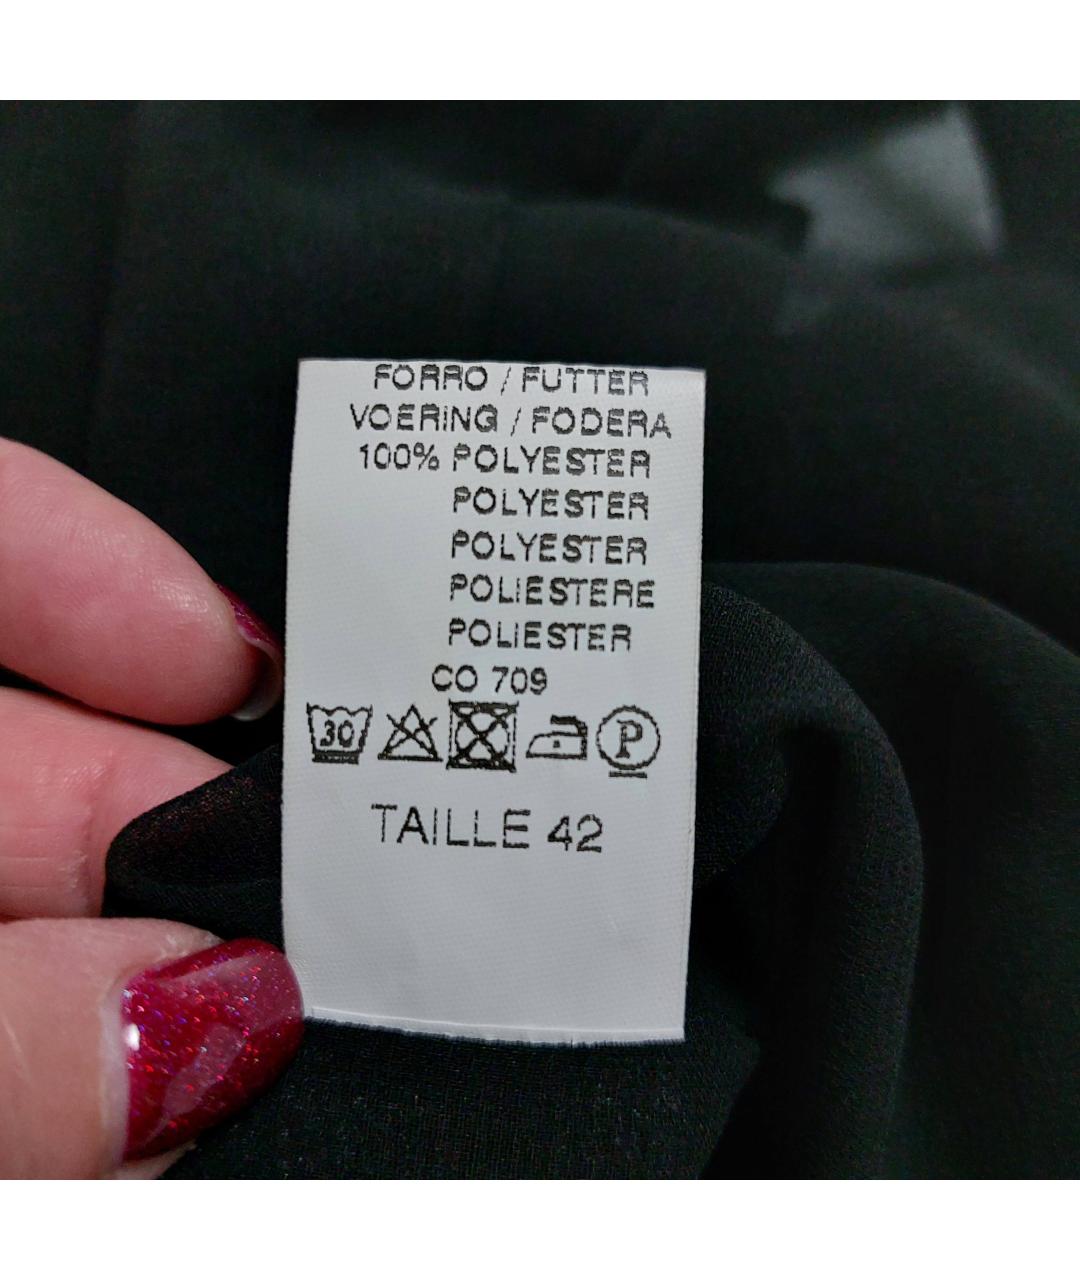 FORRO / FUTTER
VOERING / FODERA
100% POLYESTER
POLYESTER
POLYESTER
POLIESTERE
POLIESTER
CO 709
30 P
TAILLE 42